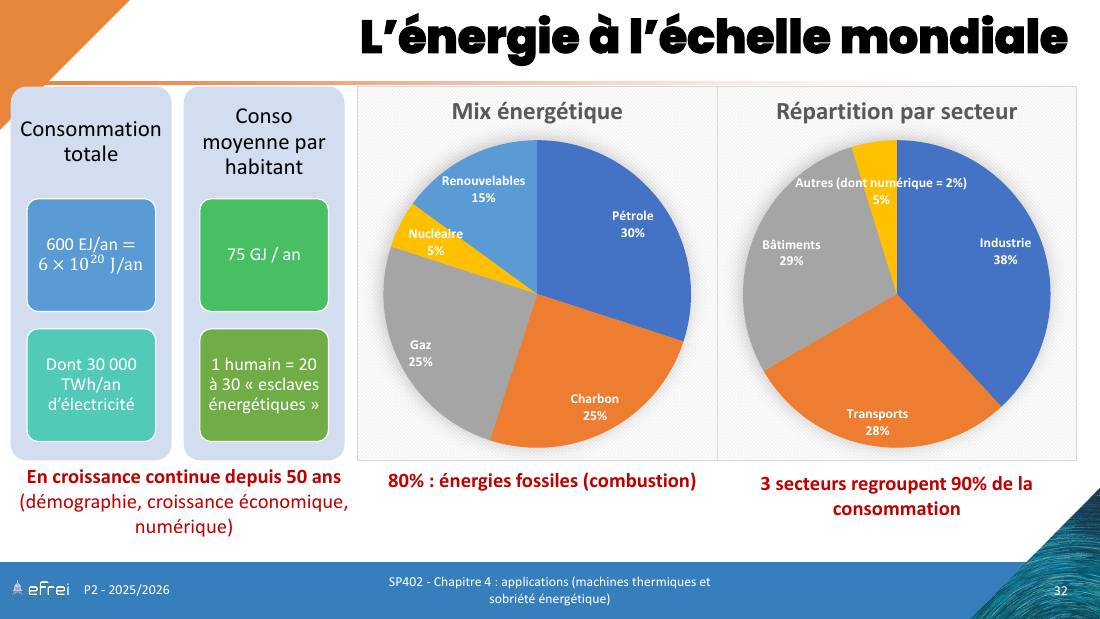 L’énergie à l’échelle mondiale
Consommation
totale
600 EJ/an =
6 × 10²⁰ J/an
Dont 30 000
TWh/an
d’électricité
Conso
moyenne par
habitant
75 GJ / an
1 humain = 20
à 30 « esclaves
énergétiques »
En croissance continue depuis 50 ans
(démographie, croissance économique,
numérique)
Mix énergétique
Renouvelables
15%
Pétrole
30%
Nucléaire
5%
Gaz
25%
Charbon
25%
80% : énergies fossiles (combustion)
Répartition par secteur
Autres (dont numérique = 2%)
5%
Industrie
38%
Bâtiments
29%
Transports
28%
3 secteurs regroupent 90% de la
consommation
efrei
P2 - 2025/2026
SP402 - Chapitre 4 : applications (machines thermiques et
sobriété énergétique)
32